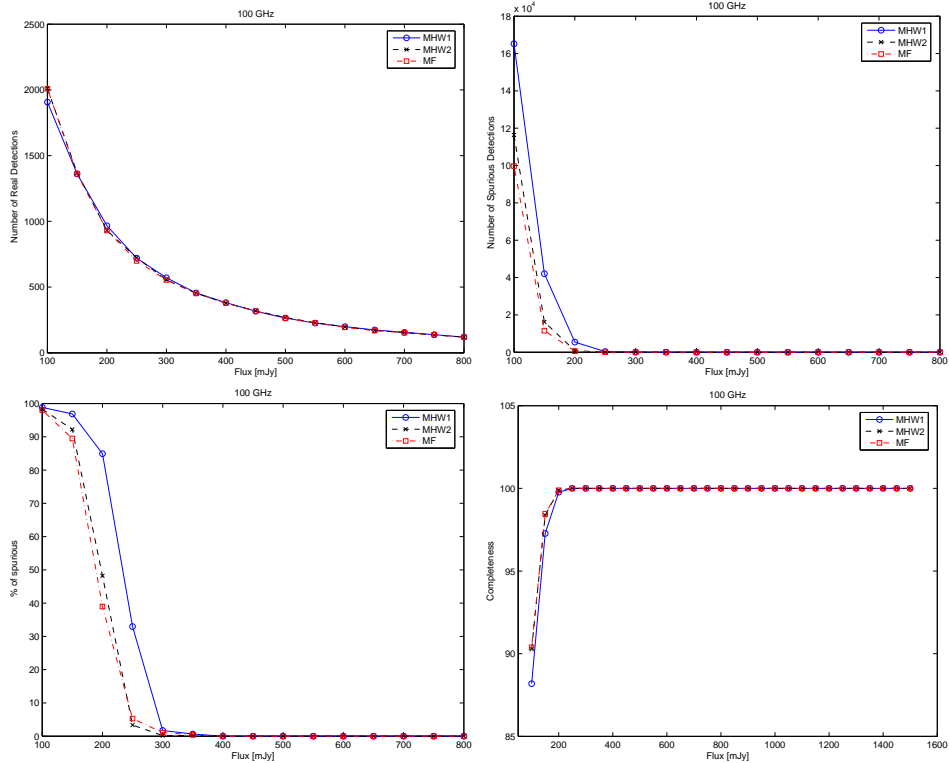 100 GHz
2500
2000
1500
1000
500
0
Number of Real Detections
100 200 300 400 500 600 700 800
Flux [mJy]
MHW1
MHW2
MF
100 GHz
x 10^4
18
16
14
12
10
8
6
4
2
0
Number of Spurious Detections
100 200 300 400 500 600 700 800
Flux [mJy]
MHW1
MHW2
MF
100 GHz
100
90
80
70
60
50
40
30
20
10
0
% of spurious
100 200 300 400 500 600 700 800
Flux [mJy]
MHW1
MHW2
MF
100 GHz
105
100
95
90
85
Completeness
200 400 600 800 1000 1200 1400 1600
Flux [mJy]
MHW1
MHW2
MF